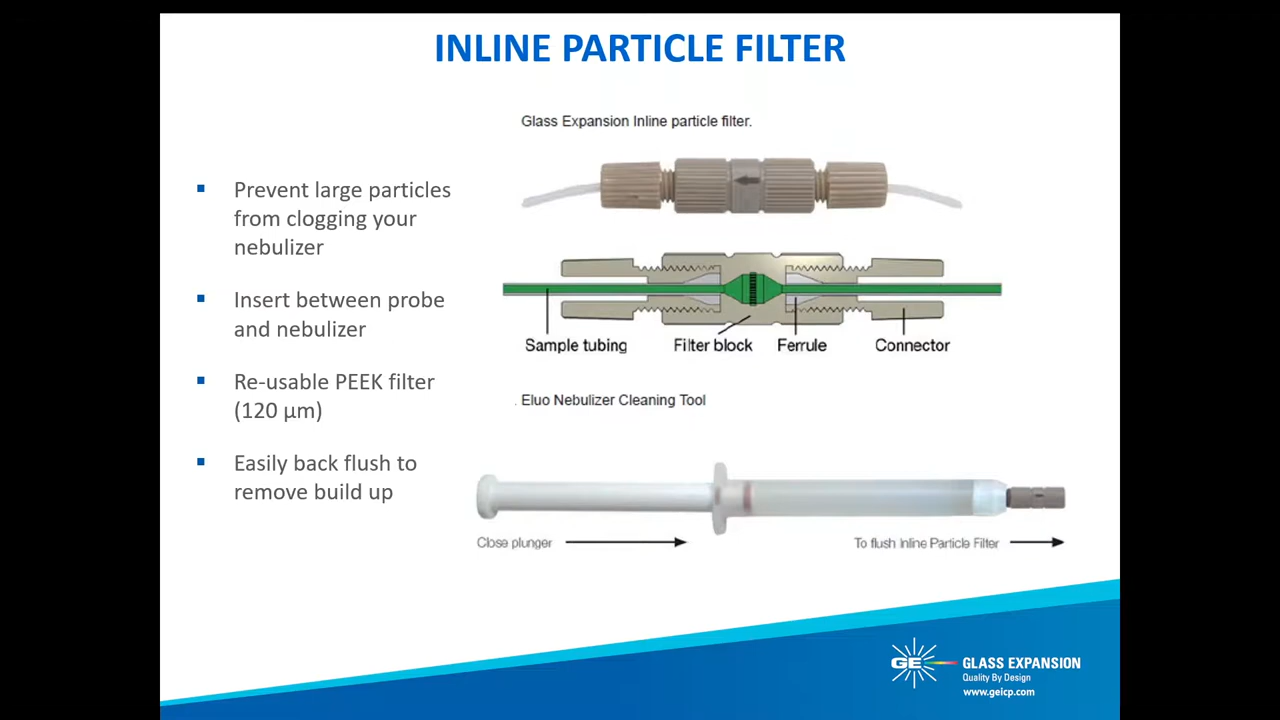 INLINE PARTICLE FILTER
Glass Expansion Inline particle filter.
▪ Prevent large particles
from clogging your
nebulizer
▪ Insert between probe
and nebulizer
▪ Re-usable PEEK filter
(120 µm)
▪ Easily back flush to
remove build up
Sample tubing
Filter block
Ferrule
Connector
. Eluo Nebulizer Cleaning Tool
Close plunger
To flush Inline Particle Filter
GE
GLASS EXPANSION
Quality By Design
www.geicp.com